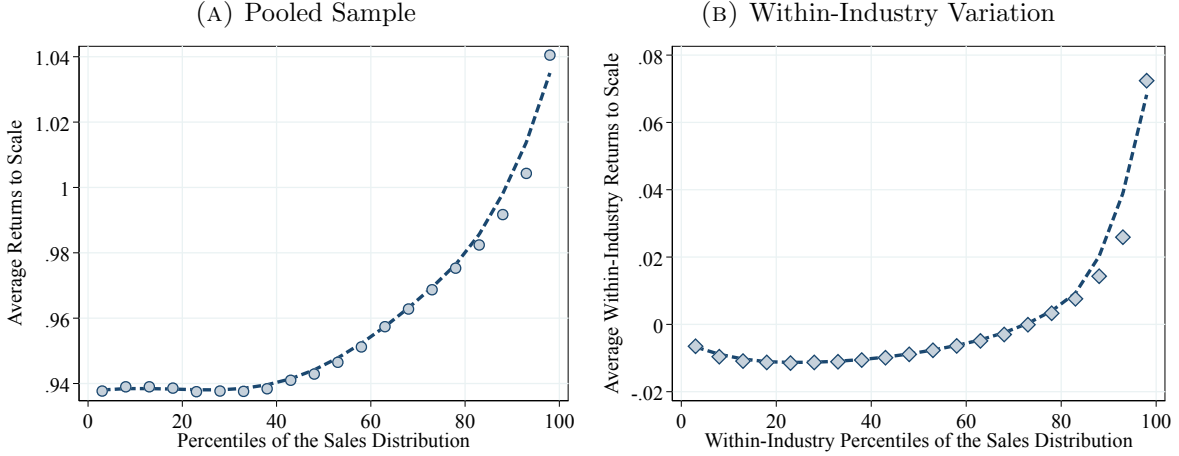 (A) Pooled Sample
Average Returns to Scale
1.04
1.02
1
.98
.96
.94
0 20 40 60 80 100
Percentiles of the Sales Distribution
(B) Within-Industry Variation
Average Within-Industry Returns to Scale
.08
.06
.04
.02
0
-.02
0 20 40 60 80 100
Within-Industry Percentiles of the Sales Distribution